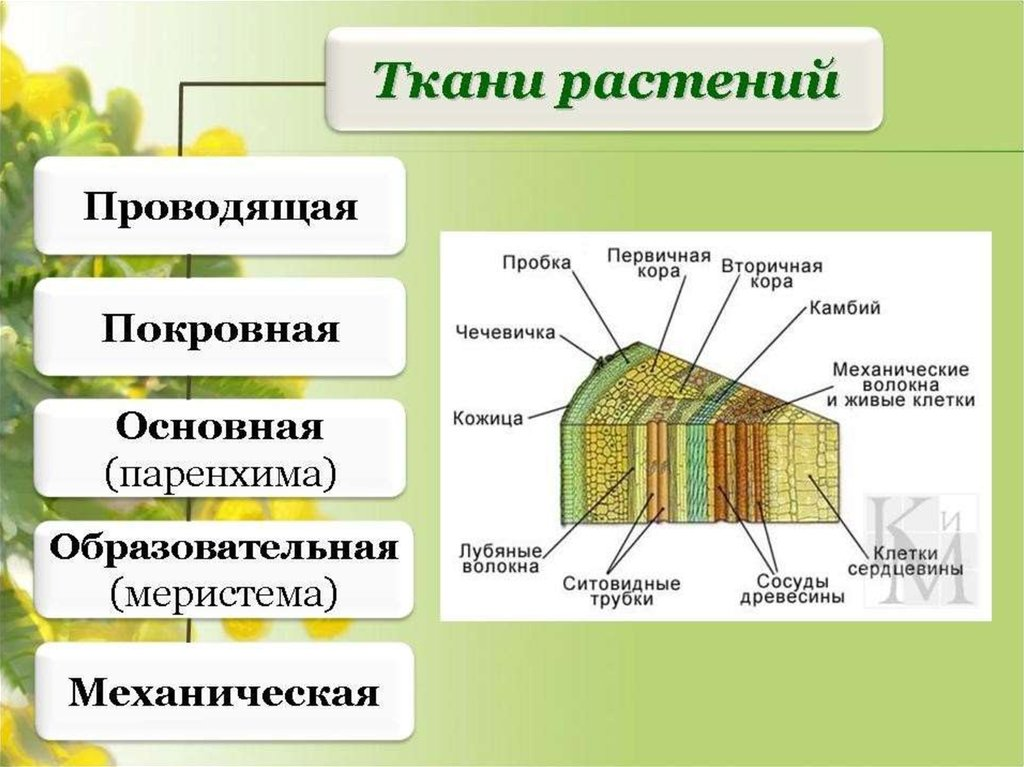 Ткани растений
Проводящая
Покровная
Основная
(паренхима)
Образовательная
(меристема)
Механическая
Пробка
Первичная
кора
Вторичная
кора
Камбий
Чечевичка
Механические
волокна
и живые клетки
Кожица
Лубяные
волокна
Ситовидные
трубки
Сосуды
древесины
Клетки
сердцевины
К и М